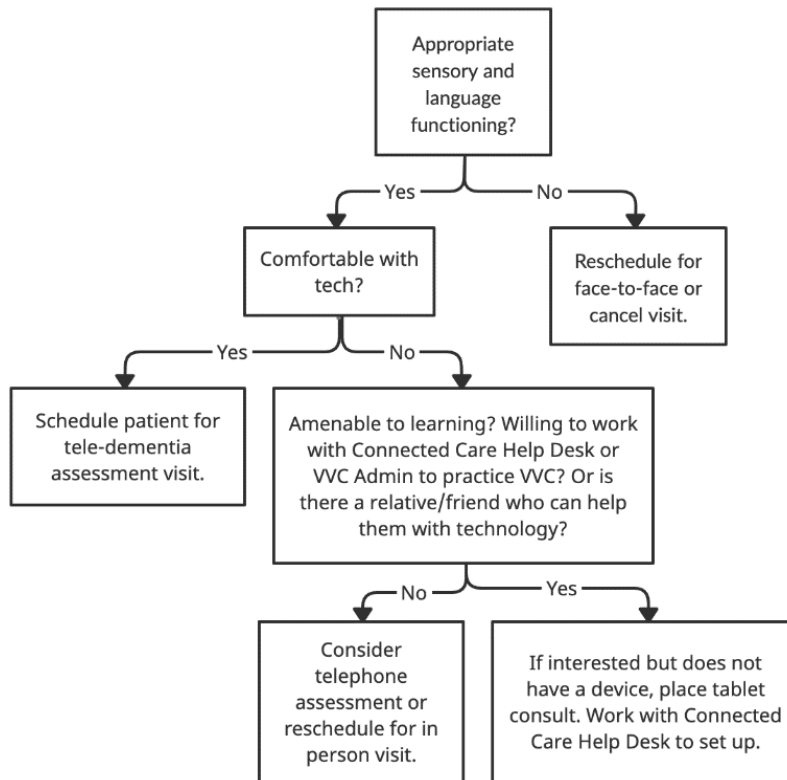 Appropriate
sensory and
language
functioning?
Yes
No
Comfortable with
tech?
Reschedule for
face-to-face or
cancel visit.
Yes
No
Schedule patient for
tele-dementia
assessment visit.
Amenable to learning? Willing to work
with Connected Care Help Desk or
VVC Admin to practice VVC? Or is
there a relative/friend who can help
them with technology?
No
Yes
Consider
telephone
assessment or
reschedule for in
person visit.
If interested but does not
have a device, place tablet
consult. Work with Connected
Care Help Desk to set up.